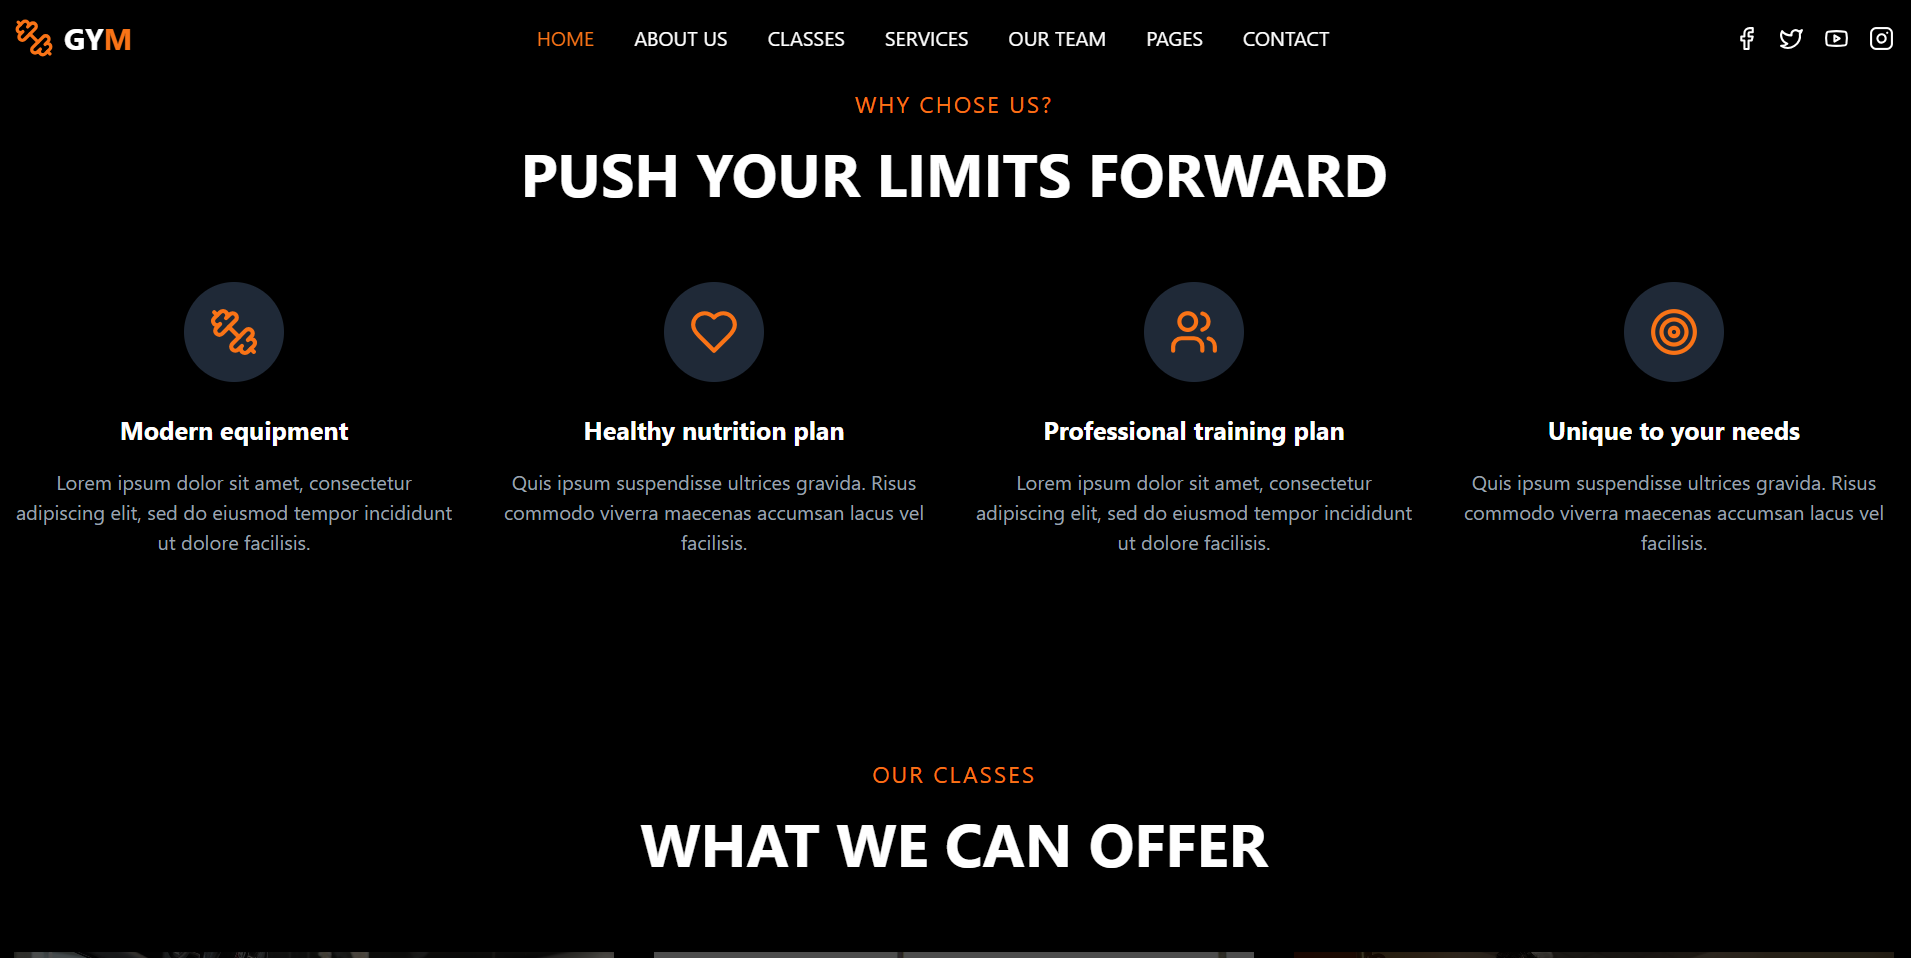 GYM
HOME ABOUT US CLASSES SERVICES OUR TEAM PAGES CONTACT
WHY CHOSE US?
PUSH YOUR LIMITS FORWARD
Modern equipment
Lorem ipsum dolor sit amet, consectetur
adipiscing elit, sed do eiusmod tempor incididunt
ut dolore facilisis.
Healthy nutrition plan
Quis ipsum suspendisse ultrices gravida. Risus
commodo viverra maecenas accumsan lacus vel
facilisis.
Professional training plan
Lorem ipsum dolor sit amet, consectetur
adipiscing elit, sed do eiusmod tempor incididunt
ut dolore facilisis.
Unique to your needs
Quis ipsum suspendisse ultrices gravida. Risus
commodo viverra maecenas accumsan lacus vel
facilisis.
OUR CLASSES
WHAT WE CAN OFFER